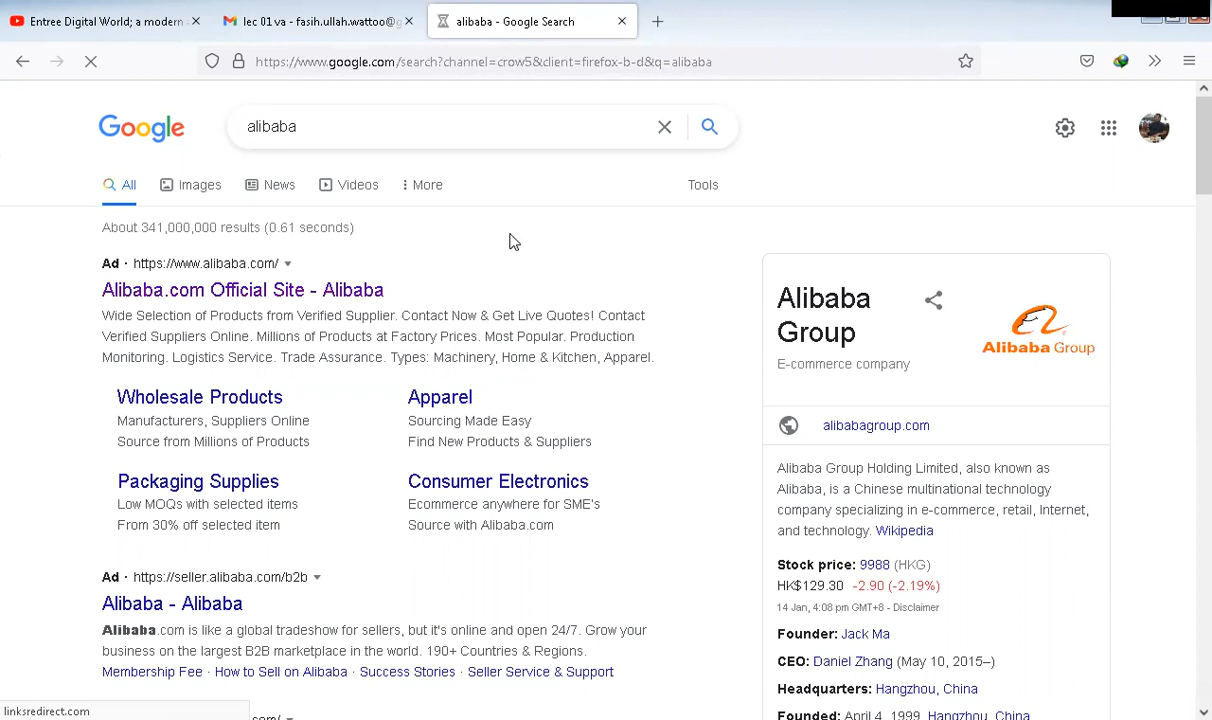 Entree Digital World; a modern
lec 01 va - fasih.ullah.wattoo@g
alibaba - Google Search
https://www.google.com/search?channel=crow5&client=firefox-b-d&q=alibaba
Google
alibaba
All
Images
News
Videos
More
Tools
About 341,000,000 results (0.61 seconds)
Ad · https://www.alibaba.com/
Alibaba.com Official Site - Alibaba
Wide Selection of Products from Verified Supplier. Contact Now & Get Live Quotes! Contact
Verified Suppliers Online. Millions of Products at Factory Prices. Most Popular. Production
Monitoring. Logistics Service. Trade Assurance. Types: Machinery, Home & Kitchen, Apparel.
Wholesale Products
Manufacturers, Suppliers Online
Source from Millions of Products
Apparel
Sourcing Made Easy
Find New Products & Suppliers
Packaging Supplies
Low MOQs with selected items
From 30% off selected item
Consumer Electronics
Ecommerce anywhere for SME's
Source with Alibaba.com
Ad · https://seller.alibaba.com/b2b
Alibaba - Alibaba
Alibaba.com is like a global tradeshow for sellers, but it's online and open 24/7. Grow your
business on the largest B2B marketplace in the world. 190+ Countries & Regions.
Membership Fee · How to Sell on Alibaba · Success Stories · Seller Service & Support
linksredirect.com
Alibaba
Group
E-commerce company
Alibaba Group
alibabagroup.com
Alibaba Group Holding Limited, also known as
Alibaba, is a Chinese multinational technology
company specializing in e-commerce, retail, Internet,
and technology. Wikipedia
Stock price: 9988 (HKG)
HK$129.30 -2.90 (-2.19%)
14 Jan, 4:08 pm GMT+8 - Disclaimer
Founder: Jack Ma
CEO: Daniel Zhang (May 10, 2015–)
Headquarters: Hangzhou, China
Founded: April 4, 1999, Hangzhou, China